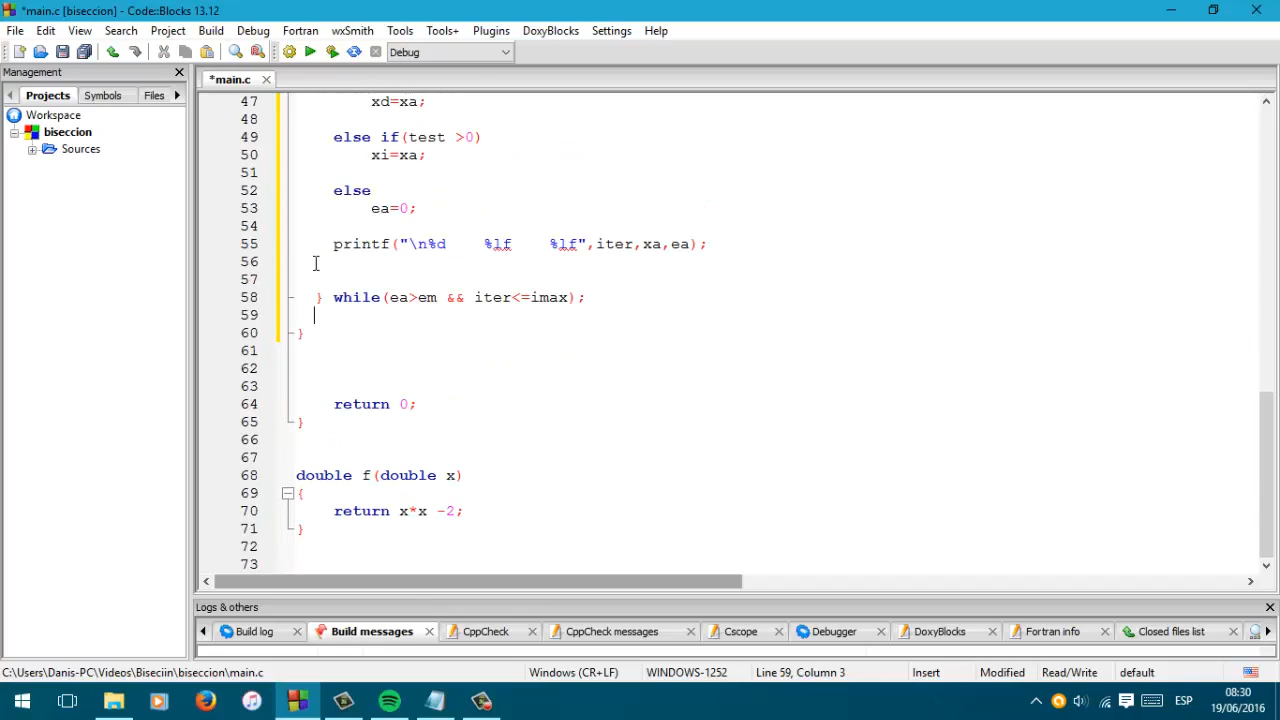 *main.c [biseccion] - Code::Blocks 13.12
File Edit View Search Project Build Debug Fortran wxSmith Tools Tools+ Plugins DoxyBlocks Settings Help
Debug
Management
Projects Symbols Files
*main.c
Workspace
biseccion
Sources
47 xd=xa;
48
49 else if(test >0)
50 xi=xa;
51
52 else
53 ea=0;
54
55 printf("\n%d    %lf    %lf",iter,xa,ea);
56
57
58 } while(ea>em && iter<=imax);
59
60 }
61
62
63
64 return 0;
65 }
66
67
68 double f(double x)
69 {
70 return x*x -2;
71 }
72
73
Logs & others
Build log Build messages CppCheck CppCheck messages Cscope Debugger DoxyBlocks Fortran info Closed files list
C:\Users\Danis-PC\Videos\Biseciin\biseccion\main.c Windows (CR+LF) WINDOWS-1252 Line 59, Column 3 Insert Modified Read/Write default
ESP
08:30
19/06/2016